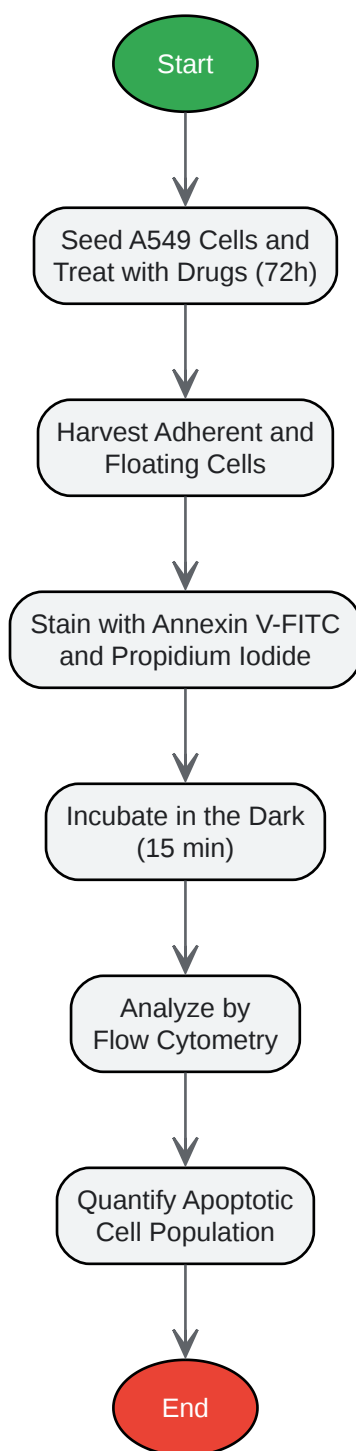 Start
Seed A549 Cells and
Treat with Drugs (72h)
Harvest Adherent and
Floating Cells
Stain with Annexin V-FITC
and Propidium Iodide
Incubate in the Dark
(15 min)
Analyze by
Flow Cytometry
Quantify Apoptotic
Cell Population
End